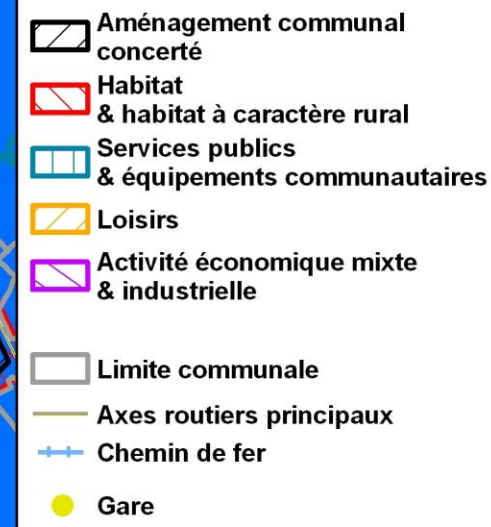 Aménagement communal
concerté
Habitat
& habitat à caractère rural
Services publics
& équipements communautaires
Loisirs
Activité économique mixte
& industrielle
Limite communale
Axes routiers principaux
Chemin de fer
Gare